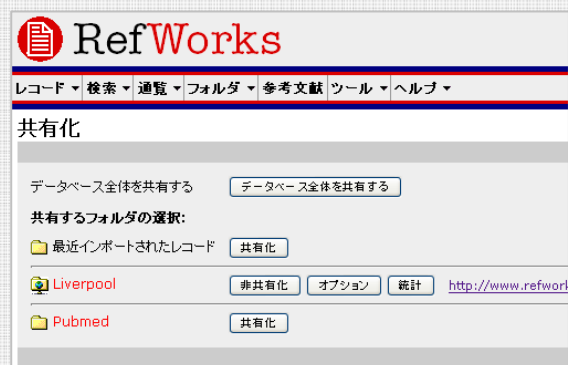 RefWorks
レコード 検索 通覧 フォルダ 参考文献 ツール ヘルプ
共有化
データベース全体を共有する データベース全体を共有する
共有するフォルダの選択:
最近インポートされたレコード 共有化
Liverpool 非共有化 オプション 統計 http://www.refwork
Pubmed 共有化